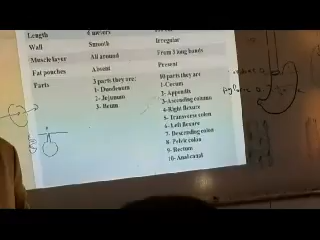 Length 6 meters
Wall Smooth Irregular
Muscle layer All around From 3 long bands
Fat pouches Absent Present
Parts 3 parts they are: 10 parts they are
1- Duodenum 1-Cecum
2- Jejunum 2- Appendix
3- Ileum 3-Ascending column
4-Right flexure
5- Transverse colon
6-Left flexure
7- Descending colon
8- Pelvic colon
9- Rectum
10- Anal canal